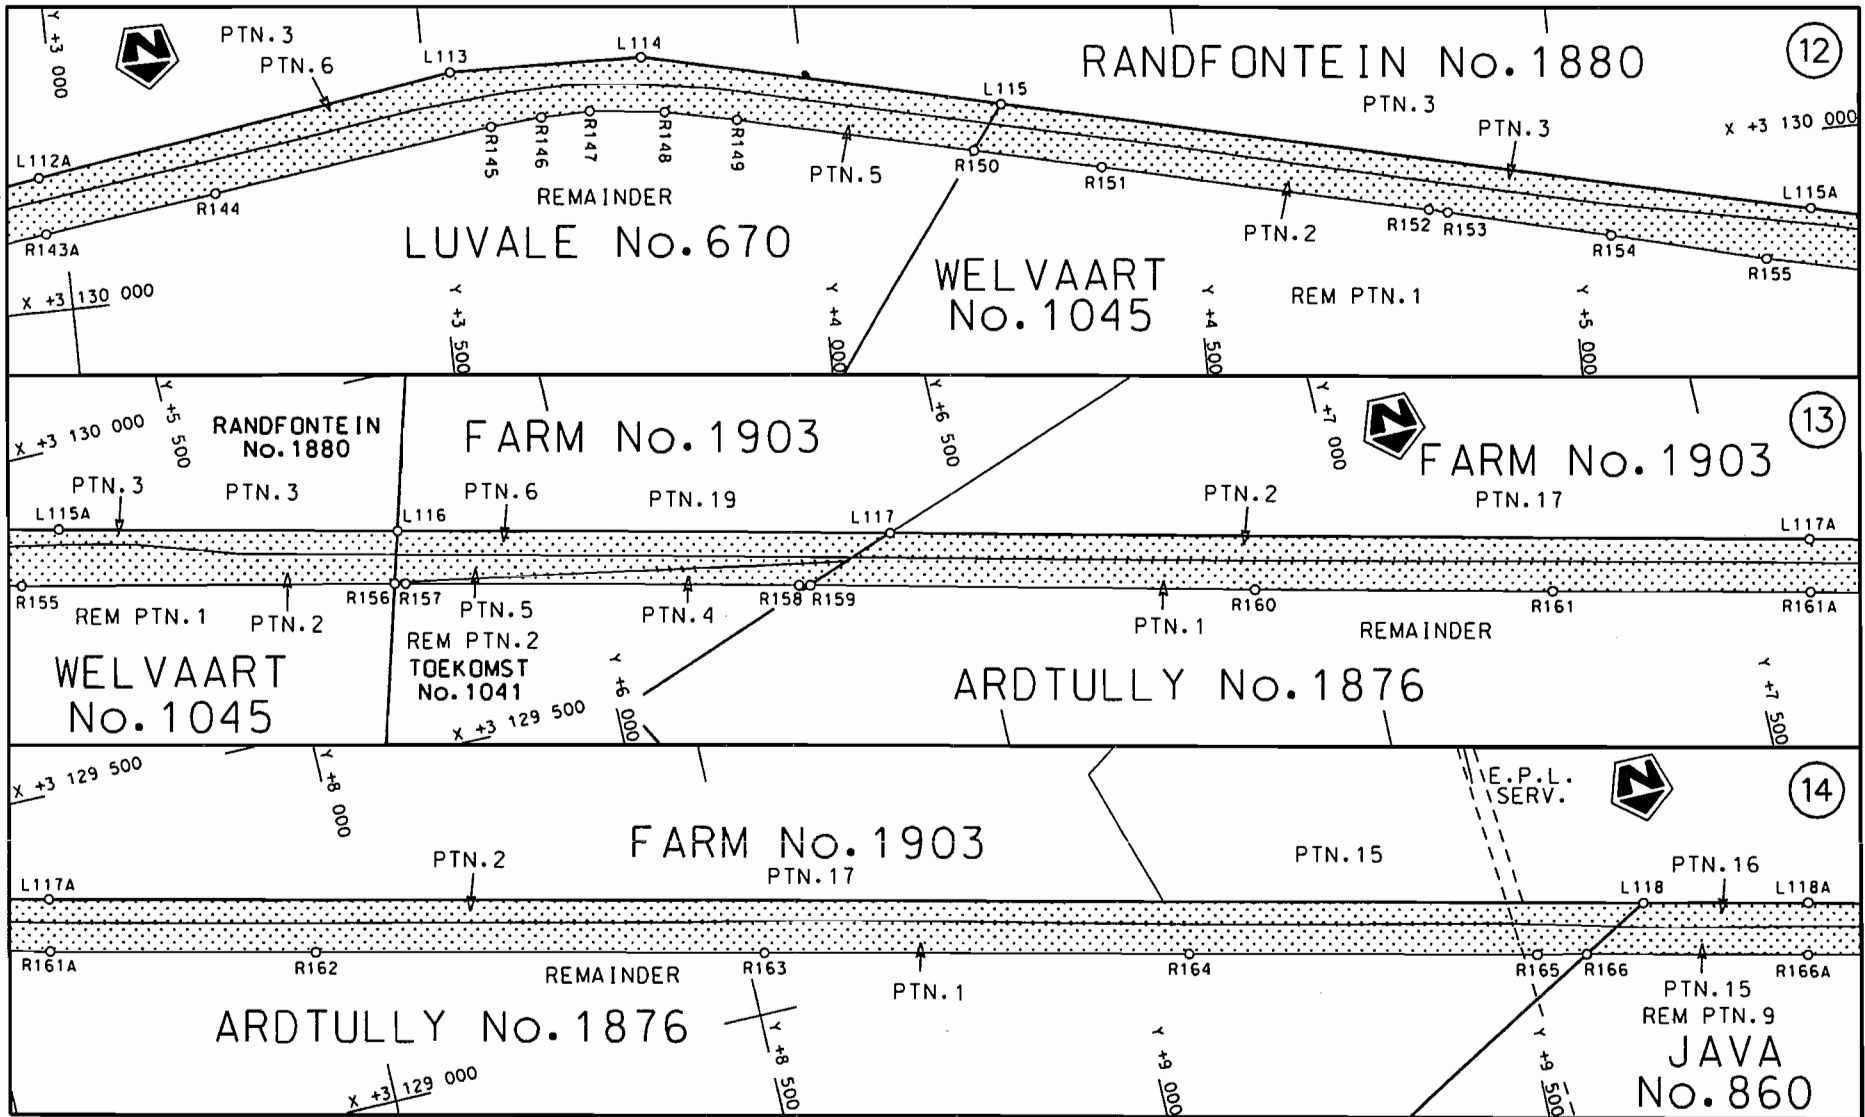 Y +3 000
N
PTN.3
PTN.6
L113
L114
RANDFONTEIN No.1880
12
L115
PTN.3
PTN.3
X +3 130 000
L112A
R145
R146
R147
R148
R149
PTN.5
R150
R151
L115A
R144
REMAINDER
R143A
LUVALE No.670
PTN.2
R152
R153
R154
R155
WELVAART
No.1045
REM PTN.1
X +3 130 000
Y +3 500
Y +4 000
Y +4 500
Y +5 000
X +3 130 000
Y +5 500
RANDFONTEIN
No.1880
FARM No.1903
Y +6 500
Y +7 000
N
13
FARM No.1903
PTN.3
PTN.3
PTN.6
PTN.19
PTN.2
PTN.17
L115A
L116
L117
L117A
R155
R156
R157
R158
R159
R160
R161
R161A
REM PTN.1
PTN.2
PTN.5
PTN.4
PTN.1
REMAINDER
REM PTN.2
TOEKOMST
No.1041
WELVAART
No.1045
Y +6 000
ARDTULLY No.1876
X +3 129 500
Y +7 500
X +3 129 500
Y +8 000
E.P.L.
SERV.
N
14
FARM No.1903
PTN.2
PTN.17
PTN.15
PTN.16
L117A
L118
L118A
R161A
R162
REMAINDER
R163
R164
R165
R166
R166A
PTN.1
PTN.15
REM PTN.9
ARDTULLY No.1876
JAVA
No.860
X +3 129 000
Y +8 500
Y +9 000
Y +9 500